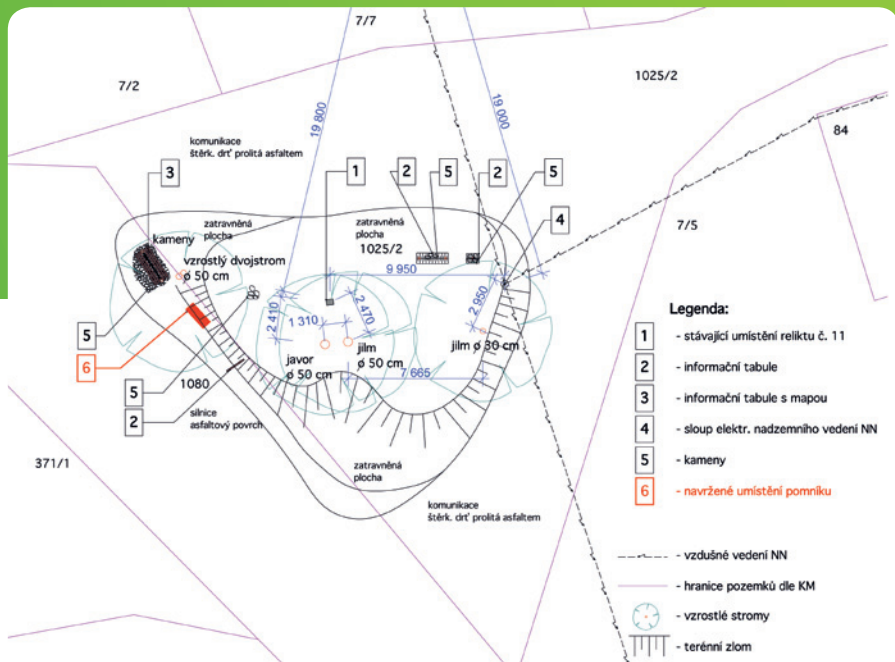 7/7
7/2
1025/2
19 800
19 000
84
komunikace
štěrk. drť prolitá asfaltem
3
1
2
5
2
5
4
7/5
zatravněná
plocha
zatravněná
plocha
1025/2
kameny
vzrostlý dvojstrom
ø 50 cm
9 950
2 950
2 470
2 410
1 310
5
6
javor
ø 50 cm
jilm
ø 50 cm
jilm ø 30 cm
7 665
5
1080
2
silnice
asfaltový povrch
371/1
zatravněná
plocha
komunikace
štěrk. drť prolitá asfaltem
Legenda:
1 - stávající umístění reliktu č. 11
2 - informační tabule
3 - informační tabule s mapou
4 - sloup elektr. nadzemního vedení NN
5 - kameny
6 - navržené umístění pomníku
- vzdušné vedení NN
- hranice pozemků dle KM
- vzrostlé stromy
- terénní zlom